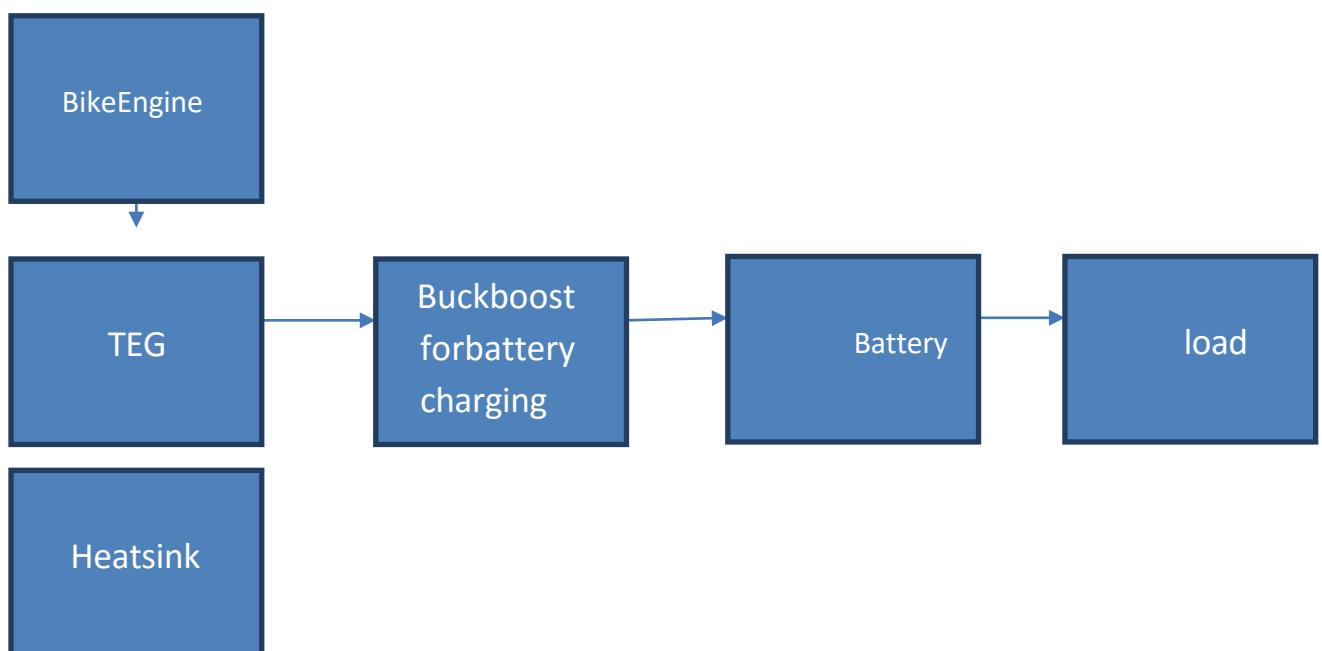 BikeEngine
TEG
Buckboost
forbattery
charging
Battery
load
Heatsink